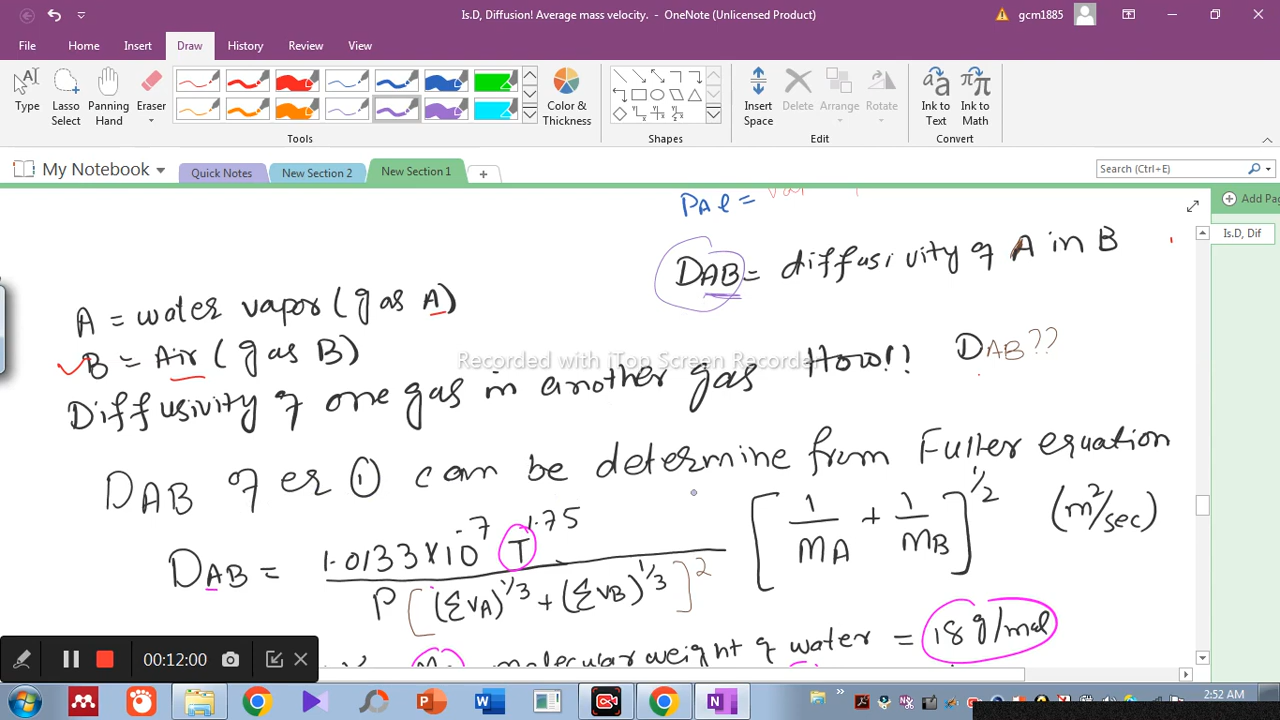 Is.D, Diffusion! Average mass velocity. - OneNote (Unlicensed Product)
gcm1885
File Home Insert Draw History Review View
Type
Lasso Select
Panning Hand
Eraser
Color & Thickness
Insert Space
Delete
Arrange
Rotate
Ink to Text
Ink to Math
Tools
Shapes
Edit
Convert
My Notebook
Quick Notes
New Section 2
New Section 1
Search (Ctrl+E)
Add Pag
Is.D, Dif
PAl =
DAB = diffusivity of A in B
A = water vapor (gas A)
B = Air (gas B)
Recorded with iTop Screen Recorder
DAB??
Diffusivity of one gas in another gas How!!
DAB of er ① can be determine from Fuller equation
DAB = 1.0133×10^-7 T^1.75 / P[(ΣVA)^1/3 + (ΣVB)^1/3]^2 [1/MA + 1/MB]^1/2 (m²/sec)
molecular weight of water = 18 g/mol
00:12:00
2:52 AM